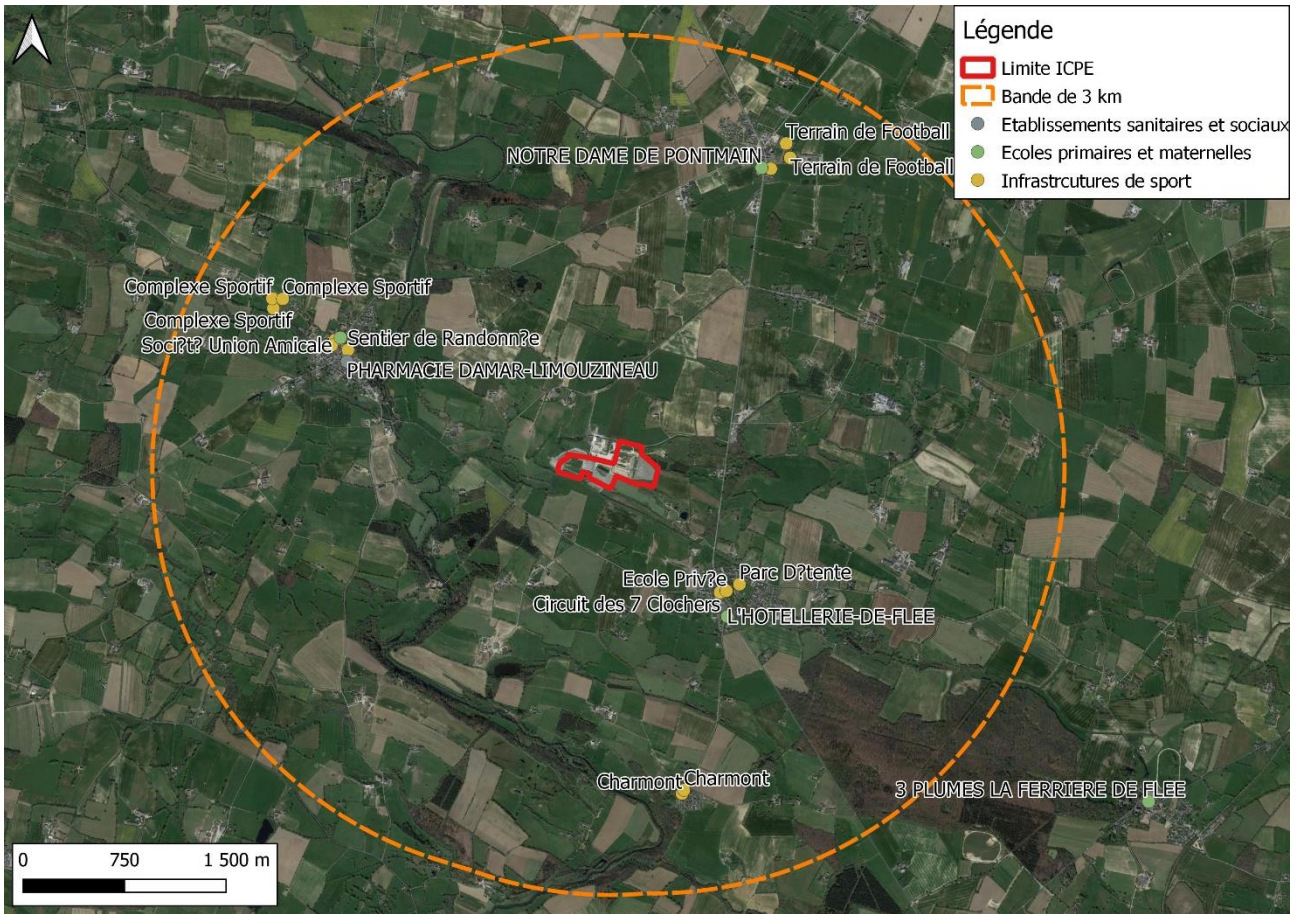 Légende
Limite ICPE
Bande de 3 km
Etablissements sanitaires et sociaux
Ecoles primaires et maternelles
Infrastrcutures de sport
Terrain de Football
NOTRE DAME DE PONTMAIN
Terrain de Football
Complexe Sportif
Complexe Sportif
Complexe Sportif
Sentier de Randonn?e
Soci?t? Union Amicale
PHARMACIE DAMAR-LIMOUZINEAU
Ecole Priv?e
Parc D?tente
Circuit des 7 Clochers
L'HOTELLERIE-DE-FLEE
Charmont
Charmont
3 PLUMES LA FERRIERE DE FLEE
0 750 1 500 m